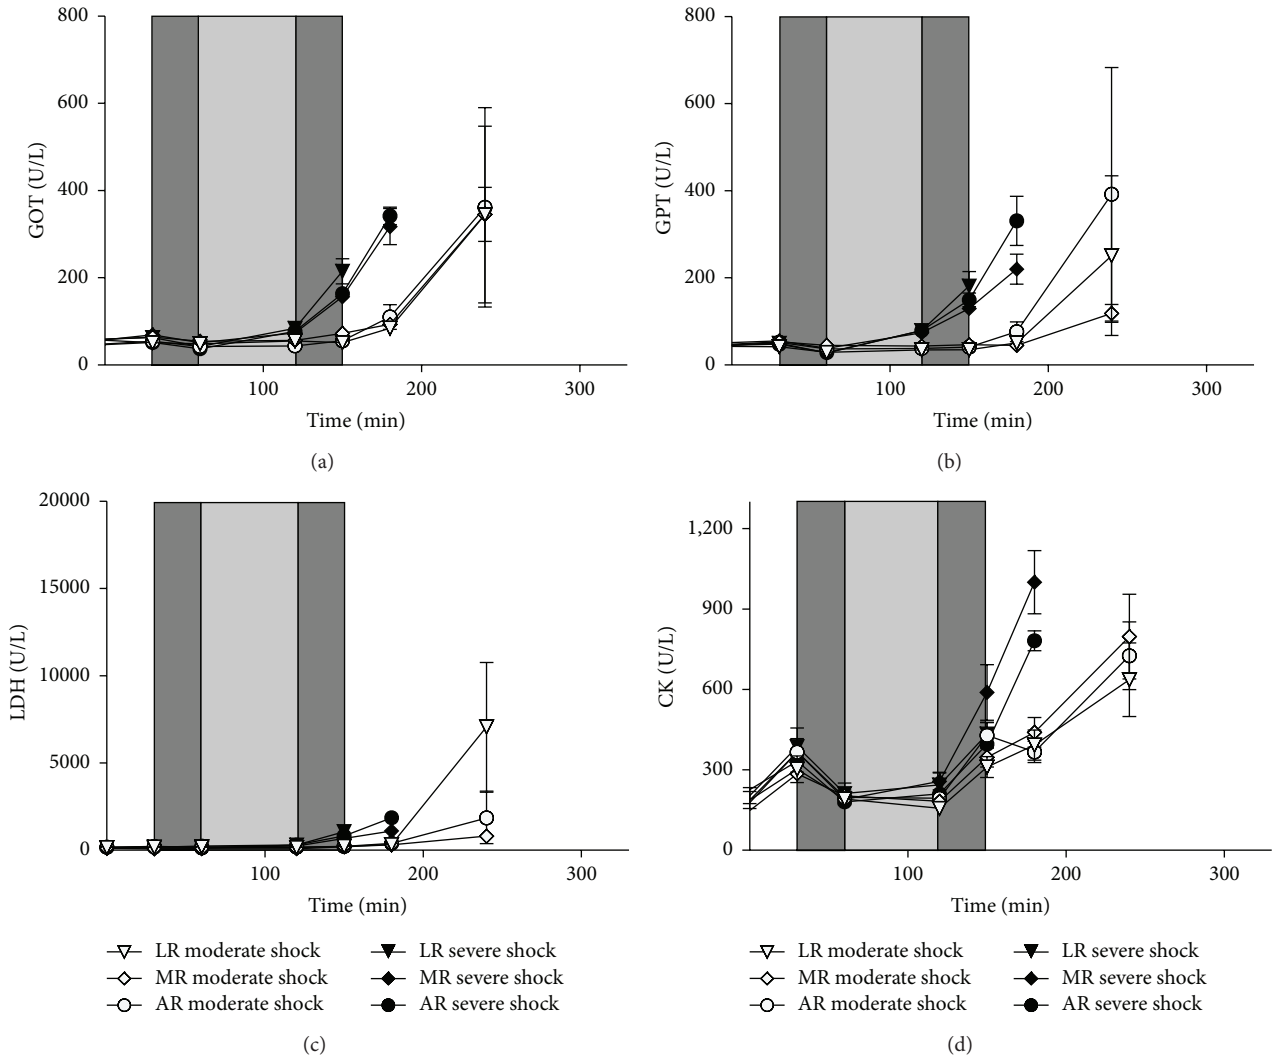 800
600
400
200
0
GOT (U/L)
100
200
300
Time (min)
(a)
800
600
400
200
0
GPT (U/L)
100
200
300
Time (min)
(b)
20000
15000
10000
5000
0
LDH (U/L)
100
200
300
Time (min)
LR moderate shock
MR moderate shock
AR moderate shock
LR severe shock
MR severe shock
AR severe shock
(c)
1,200
900
600
300
0
CK (U/L)
100
200
300
Time (min)
LR moderate shock
MR moderate shock
AR moderate shock
LR severe shock
MR severe shock
AR severe shock
(d)